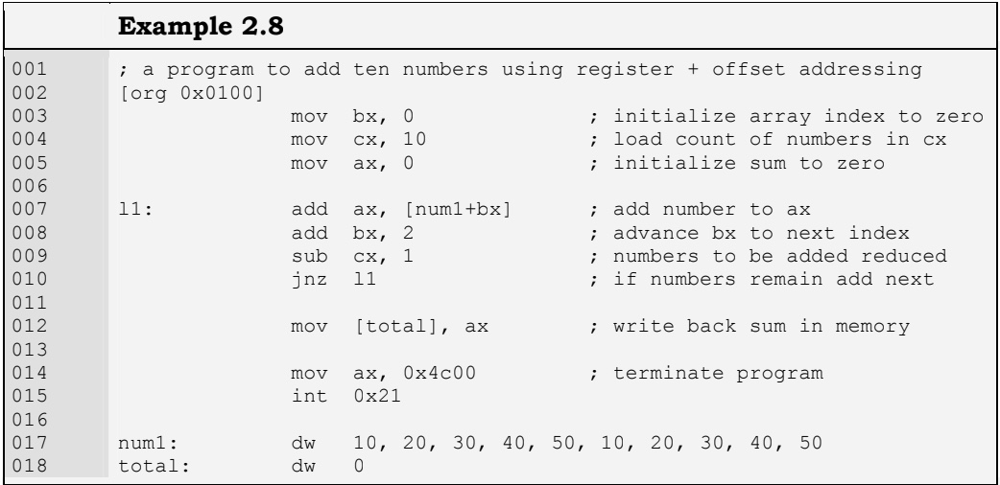 Example 2.8
001 ; a program to add ten numbers using register + offset addressing
002 [org 0x0100]
003 mov bx, 0 ; initialize array index to zero
004 mov cx, 10 ; load count of numbers in cx
005 mov ax, 0 ; initialize sum to zero
006
007 l1: add ax, [num1+bx] ; add number to ax
008 add bx, 2 ; advance bx to next index
009 sub cx, 1 ; numbers to be added reduced
010 jnz l1 ; if numbers remain add next
011
012 mov [total], ax ; write back sum in memory
013
014 mov ax, 0x4c00 ; terminate program
015 int 0x21
016
017 num1: dw 10, 20, 30, 40, 50, 10, 20, 30, 40, 50
018 total: dw 0